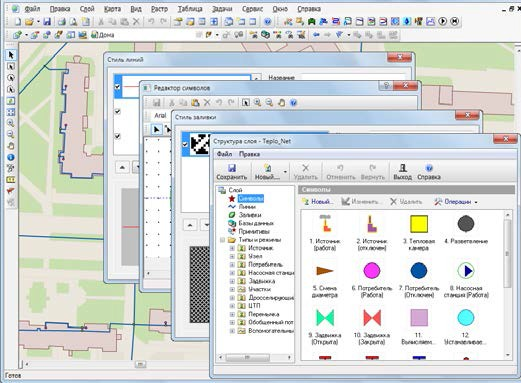 Файл Правка Слой Карта Вид Растр Таблица Задачи Сервис Окно Справка
Дома
Стиль линий
Название
Редактор символов
Arial
Стиль заливки
Структура слоя - Teplo_Net
Файл Правка
Сохранить Новый... Удалить Отменить Вернуть Выход Справка
Слой
Символы
Линии
Заливки
Базы данных
Примитивы
Типы и режимы
Источник
Узел
Потребитель
Насосная станци
Задвижка
Участки
Дросселирующи
ЦТП
Перемычка
Обобщенный пот
Вспомогательны
Символы
Новый... Изменить... Удалить Операции
1. Источник (работа)
2. Источник (отключен)
3. Тепловая камера
4. Разветвление
5. Смена диаметра
6. Потребитель (Работа)
7. Потребитель (Отключен)
8. Насосная станция (Работа)
9. Задвижка (Открыта)
10. Задвижка (Закрыта)
11. Вычисляем...
12. Устанавливае...
Готов